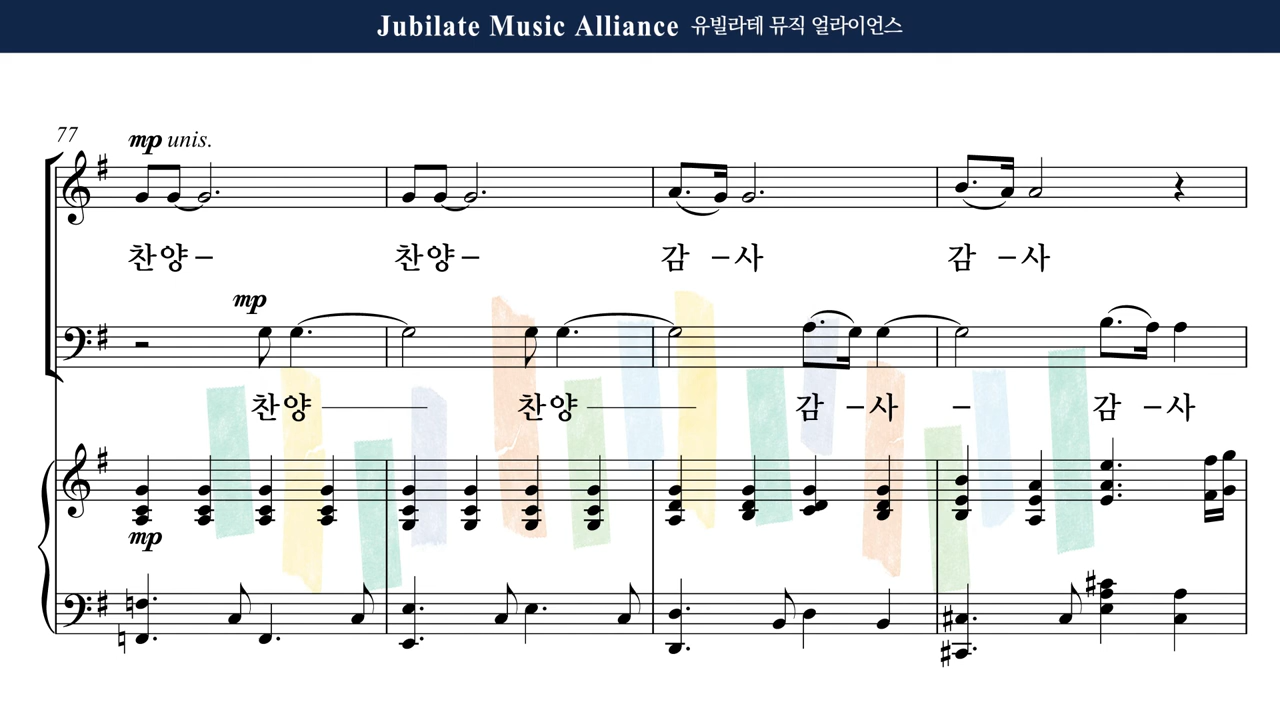 Jubilate Music Alliance 유빌라테 뮤직 얼라이언스
77
mp unis.
찬양– 찬양– 감 –사 감 –사
mp
찬양 찬양 감 –사 – 감 –사
mp